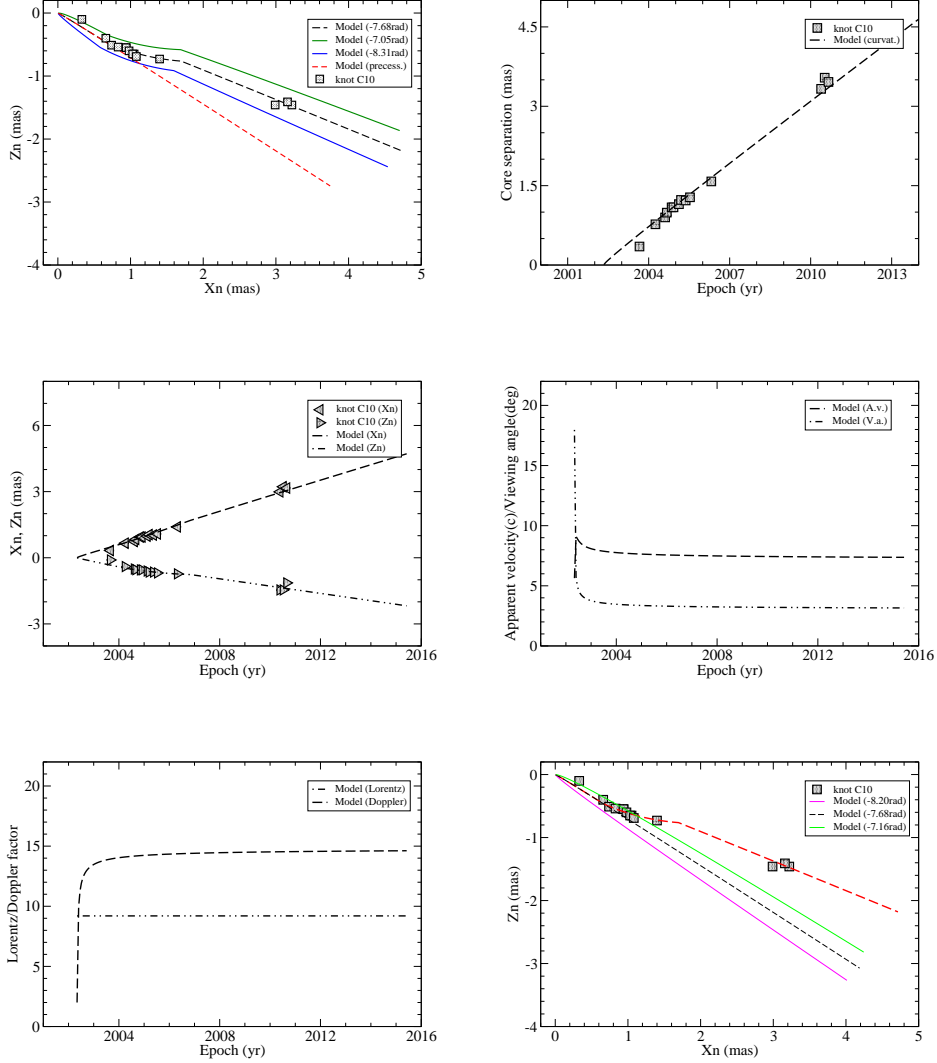 0
-1
-2
-3
-4
Zn (mas)
0 1 2 3 4 5
Xn (mas)
Model (-7.68rad)
Model (-7.05rad)
Model (-8.31rad)
Model (precess.)
knot C10
4.5
3
1.5
0
Core separation (mas)
2001 2004 2007 2010 2013
Epoch (yr)
knot C10
Model (curvat.)
6
3
0
-3
Xn, Zn (mas)
2004 2008 2012 2016
Epoch (yr)
knot C10 (Xn)
knot C10 (Zn)
Model (Xn)
Model (Zn)
20
15
10
5
0
Apparent velocity(c)/Viewing angle(deg)
2004 2008 2012 2016
Epoch (yr)
Model (A.v.)
Model (V.a.)
20
15
10
5
0
Lorentz/Doppler factor
2004 2008 2012 2016
Epoch (yr)
Model (Lorentz)
Model (Doppler)
0
-1
-2
-3
-4
Zn (mas)
0 1 2 3 4 5
Xn (mas)
knot C10
Model (-8.20rad)
Model (-7.68rad)
Model (-7.16rad)